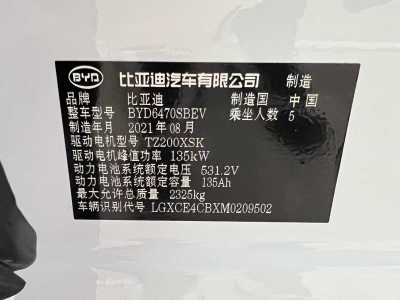 BYD 比亚迪汽车有限公司 制造
品牌 比亚迪 制造国 中国
整车型号 BYD6470SBEV 乘坐人数 5
制造年月 2021年08月
驱动电机型号 TZ200XSK
驱动电机峰值功率 135kW
动力电池系统额定电压 531.2V
动力电池系统额定容量 135Ah
最大允许总质量 2325kg
车辆识别代号 LGXCE4CBXM0209502